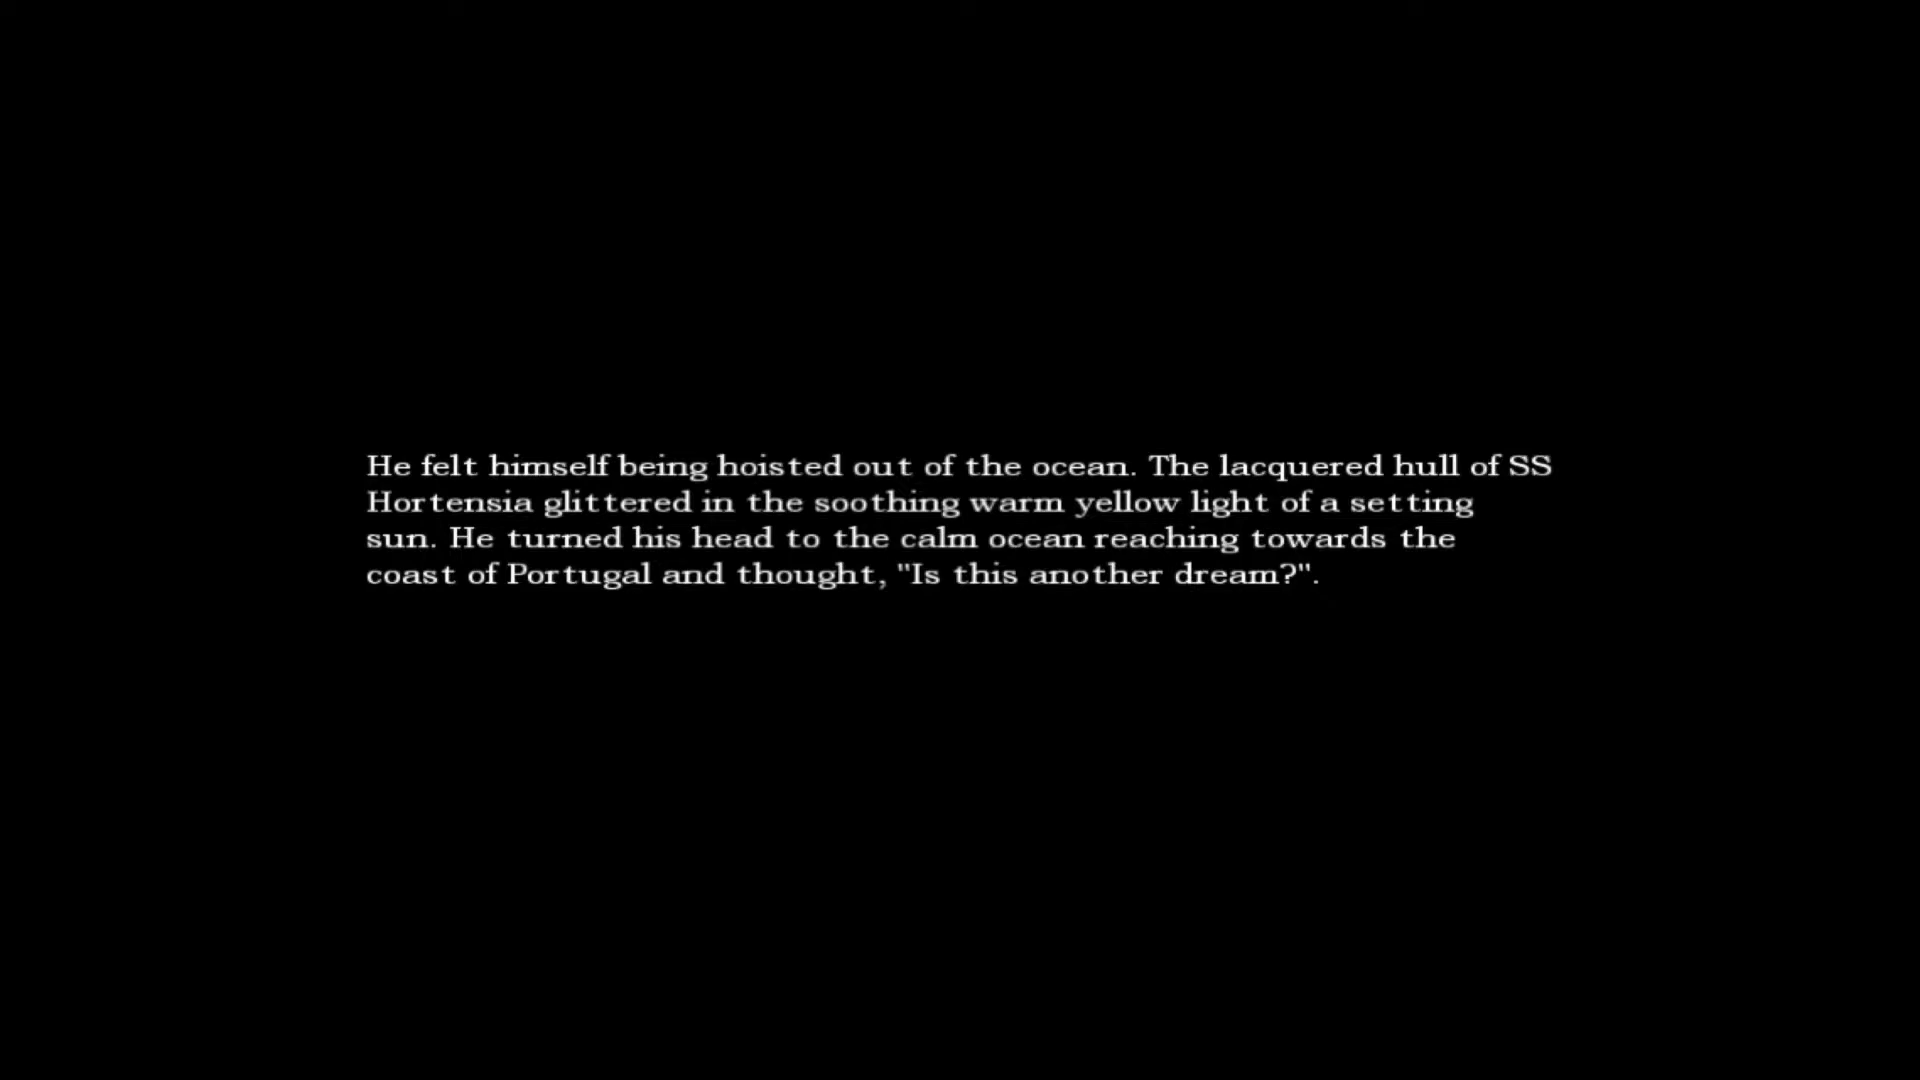 He felt himself being hoisted out of the ocean. The lacquered hull of SS
Hortensia glittered in the soothing warm yellow light of a setting
sun. He turned his head to the calm ocean reaching towards the
coast of Portugal and thought, "Is this another dream?".